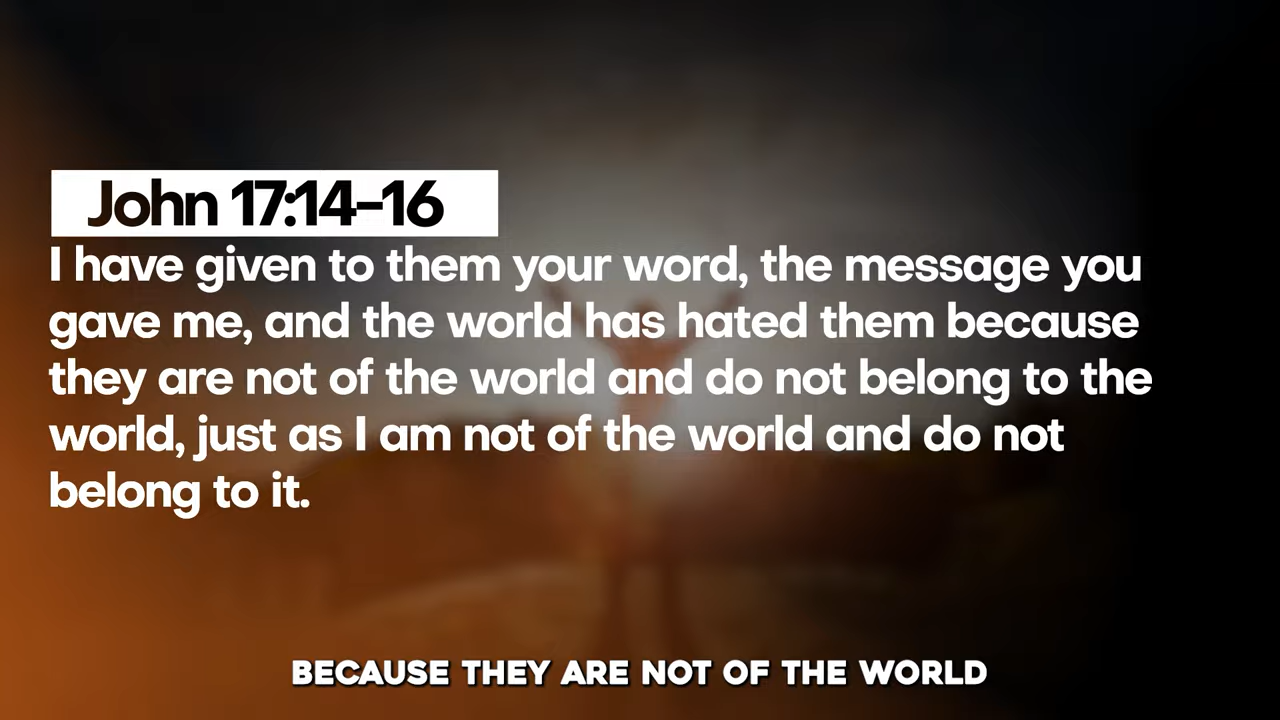 John 17:14–16
I have given to them your word, the message you
gave me, and the world has hated them because
they are not of the world and do not belong to the
world, just as I am not of the world and do not
belong to it.
BECAUSE THEY ARE NOT OF THE WORLD